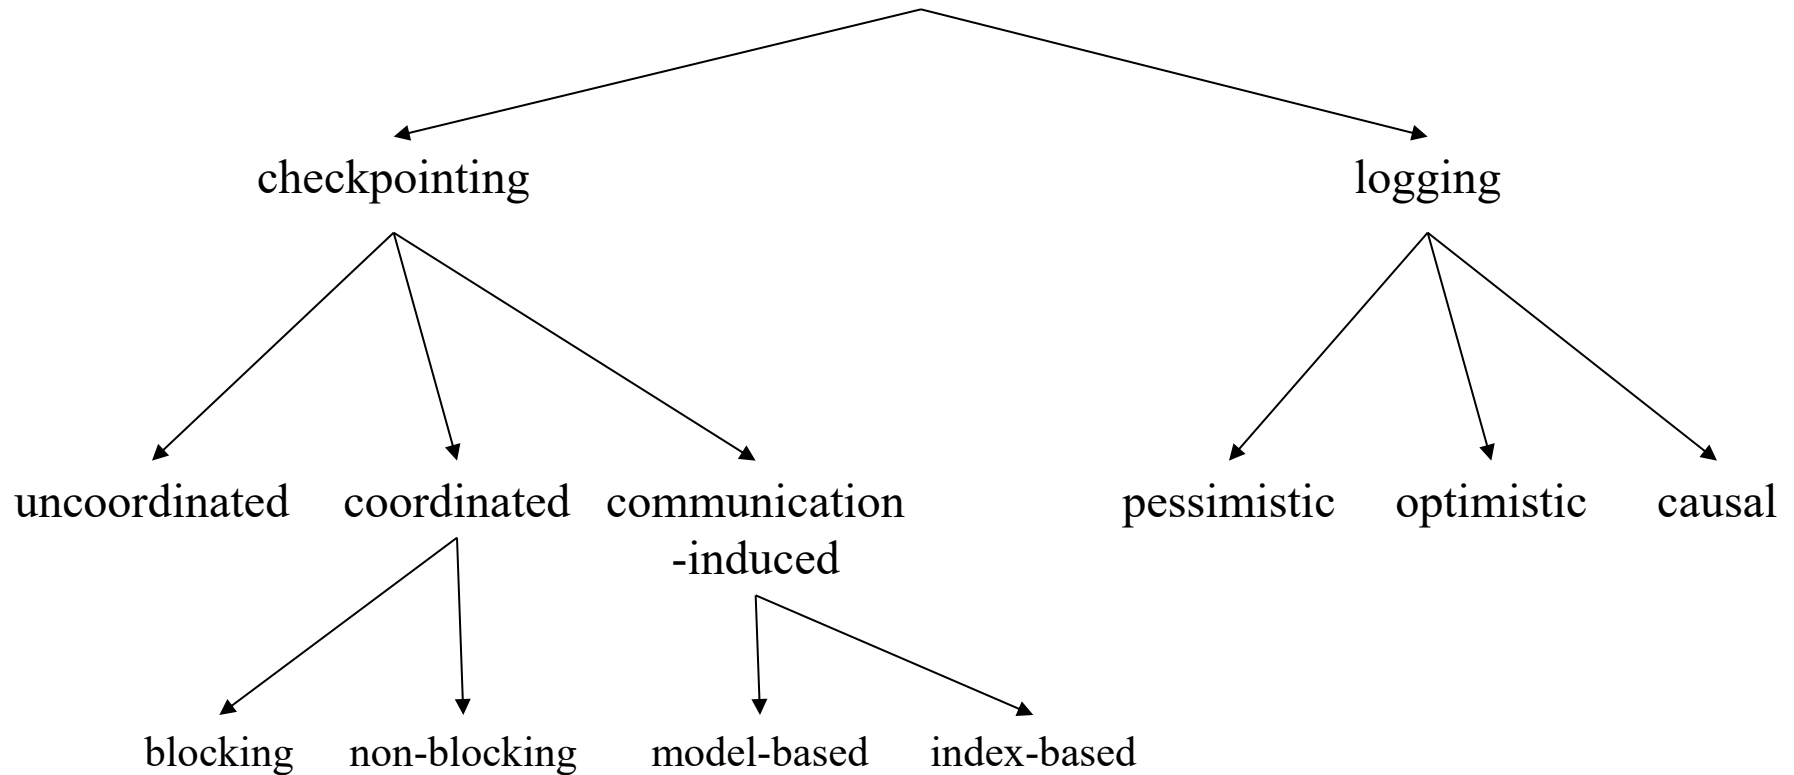 checkpointing
logging
uncoordinated
coordinated
communication
-induced
pessimistic
optimistic
causal
blocking
non-blocking
model-based
index-based